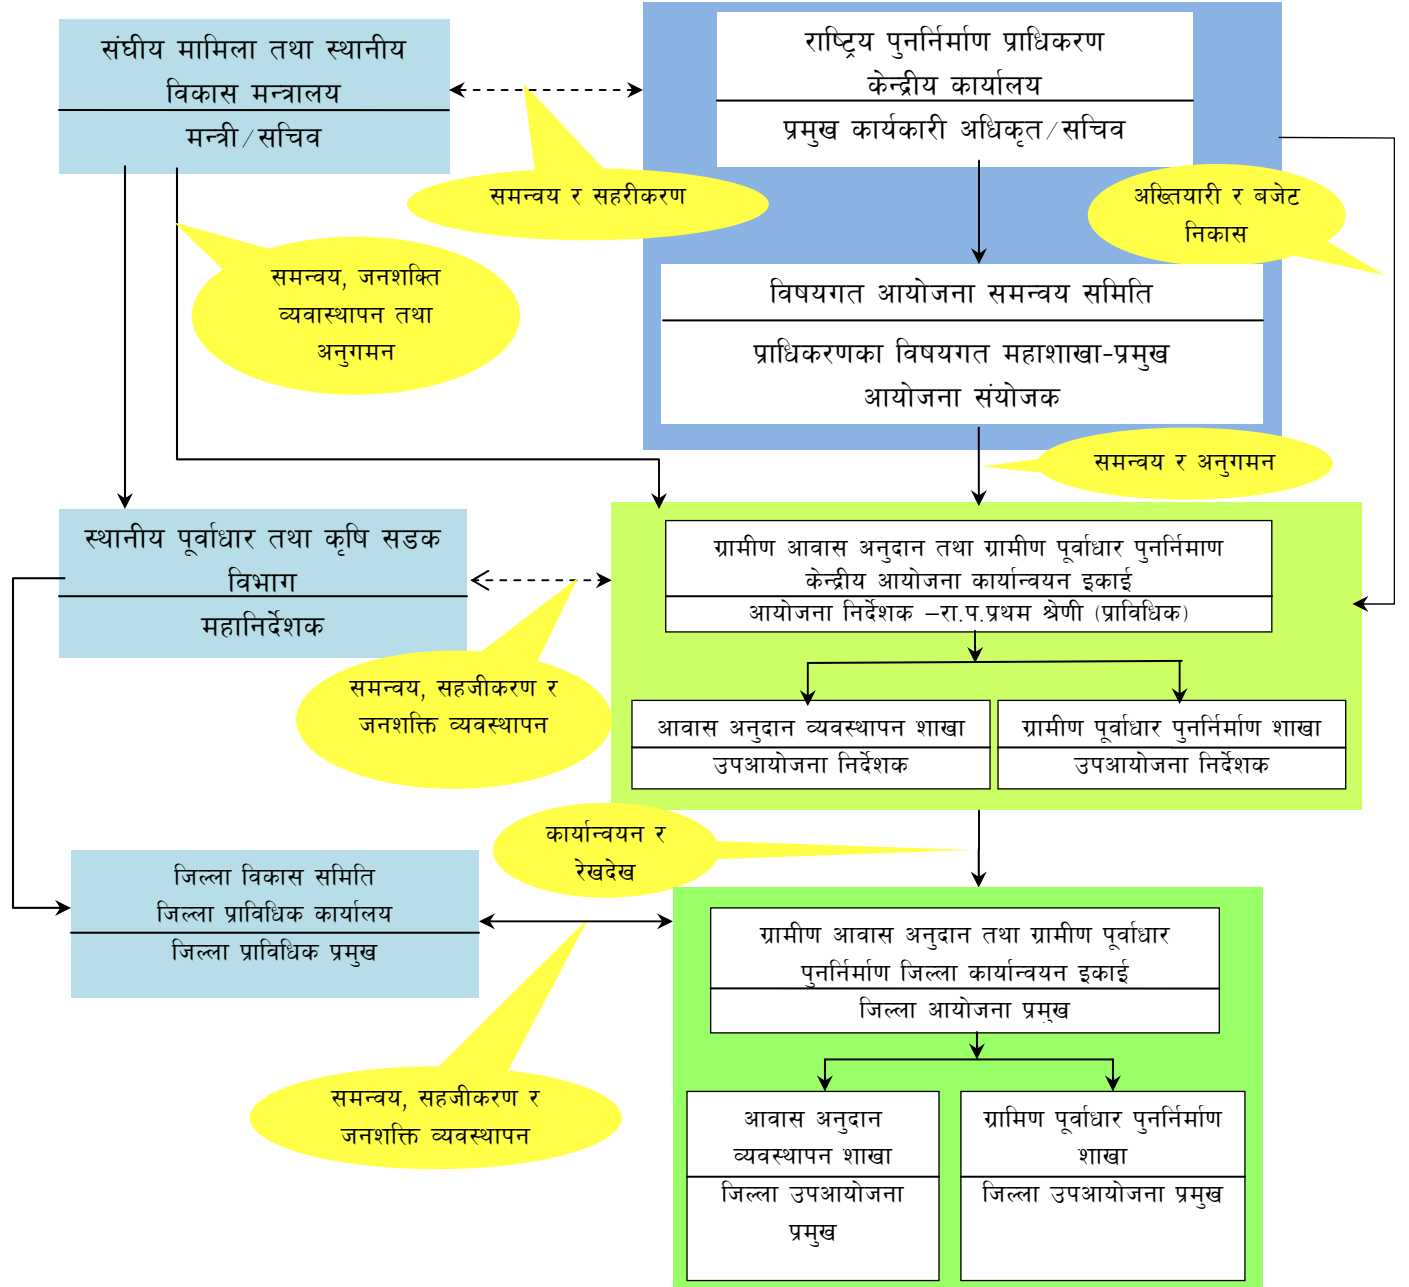 संघीय मामिला तथा स्थानीय
विकास मन्त्रालय
मन्त्री/सचिव
राष्ट्रिय पुनर्निर्माण प्राधिकरण
केन्द्रीय कार्यालय
प्रमुख कार्यकारी अधिकृत/सचिव
समन्वय र सहरीकरण
अख्तियारी र बजेट
निकास
समन्वय, जनशक्ति
व्यवास्थापन तथा
अनुगमन
विषयगत आयोजना समन्वय समिति
प्राधिकरणका विषयगत महाशाखा-प्रमुख
आयोजना संयोजक
समन्वय र अनुगमन
स्थानीय पूर्वाधार तथा कृषि सडक
विभाग
महानिर्देशक
ग्रामीण आवास अनुदान तथा ग्रामीण पूर्वाधार पुनर्निमाण
केन्द्रीय आयोजना कार्यान्वयन इकाई
आयोजना निर्देशक –रा.प.प्रथम श्रेणी (प्राविधिक)
समन्वय, सहजीकरण र
जनशक्ति व्यवस्थापन
आवास अनुदान व्यवस्थापन शाखा
उपआयोजना निर्देशक
ग्रामीण पूर्वाधार पुनर्निर्माण शाखा
उपआयोजना निर्देशक
कार्यान्वयन र
रेखदेख
जिल्ला विकास समिति
जिल्ला प्राविधिक कार्यालय
जिल्ला प्राविधिक प्रमुख
ग्रामीण आवास अनुदान तथा ग्रामीण पूर्वाधार
पुनर्निर्माण जिल्ला कार्यान्वयन इकाई
जिल्ला आयोजना प्रमुख
समन्वय, सहजीकरण र
जनशक्ति व्यवस्थापन
आवास अनुदान
व्यवस्थापन शाखा
जिल्ला उपआयोजना
प्रमुख
ग्रामिण पूर्वाधार पुनर्निर्माण
शाखा
जिल्ला उपआयोजना प्रमुख